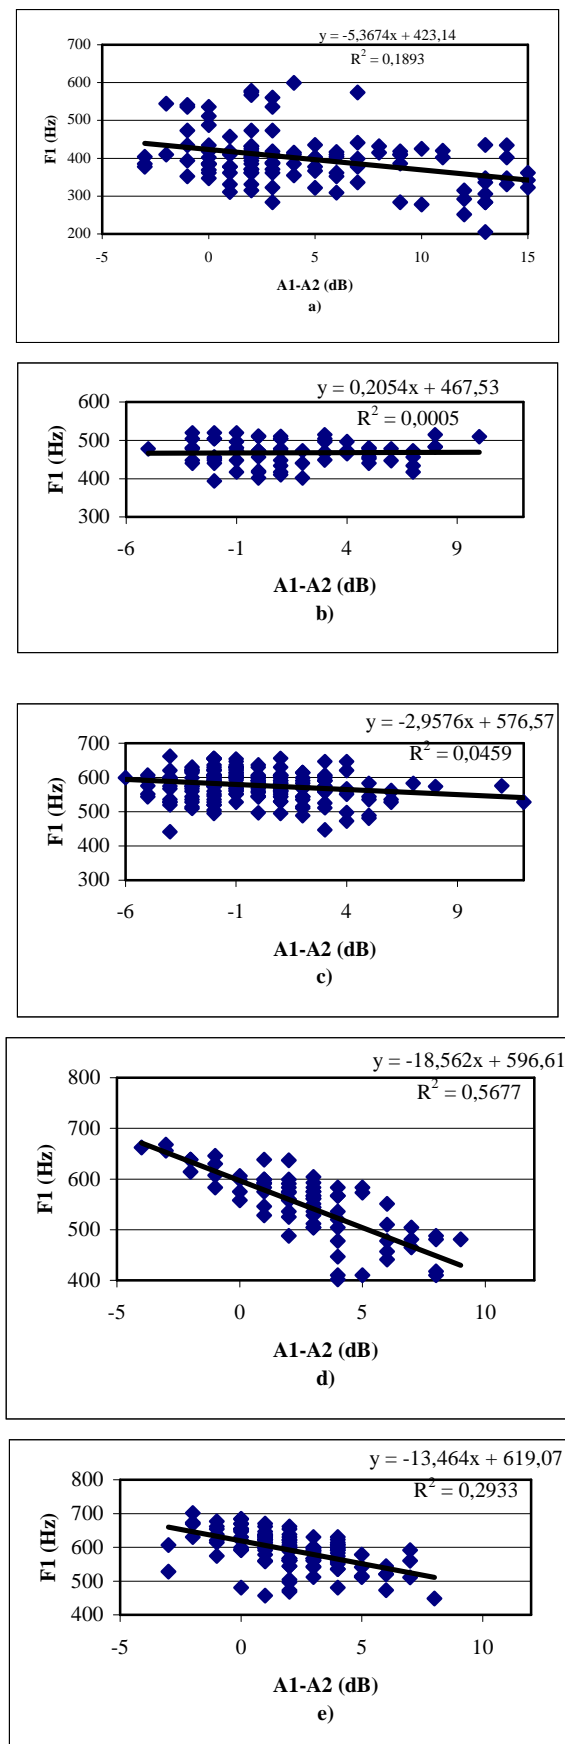 y = -5,3674x + 423,14
R2 = 0,1893
700
600
500
400
300
200
-5 0 5 10 15
F1 (Hz)
A1-A2 (dB)
a)
y = 0,2054x + 467,53
R2 = 0,0005
600
500
400
300
-6 -1 4 9
F1 (Hz)
A1-A2 (dB)
b)
y = -2,9576x + 576,57
R2 = 0,0459
700
600
500
400
300
-6 -1 4 9
F1 (Hz)
A1-A2 (dB)
c)
y = -18,562x + 596,61
R2 = 0,5677
800
700
600
500
400
-5 0 5 10
F1 (Hz)
A1-A2 (dB)
d)
y = -13,464x + 619,07
R2 = 0,2933
800
700
600
500
400
-5 0 5 10
F1 (Hz)
A1-A2 (dB)
e)